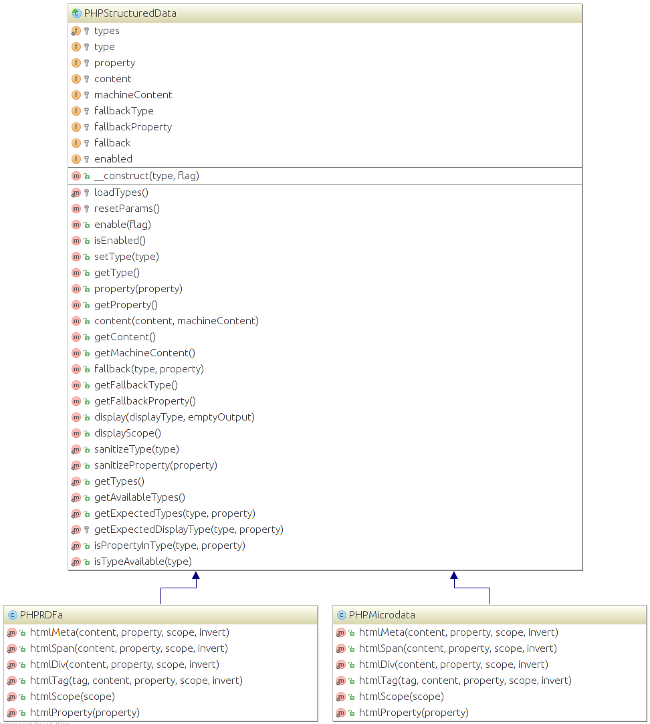 PHPStructuredData
types
type
property
content
machineContent
fallbackType
fallbackProperty
fallback
enabled
__construct(type, flag)
loadTypes()
resetParams()
enable(flag)
isEnabled()
setType(type)
getType()
property(property)
getProperty()
content(content, machineContent)
getContent()
getMachineContent()
fallback(type, property)
getFallbackType()
getFallbackProperty()
display(displayType, emptyOutput)
displayScope()
sanitizeType(type)
sanitizeProperty(property)
getTypes()
getAvailableTypes()
getExpectedTypes(type, property)
getExpectedDisplayType(type, property)
isPropertyInType(type, property)
isTypeAvailable(type)
PHPRDFa
htmlMeta(content, property, scope, invert)
htmlSpan(content, property, scope, invert)
htmlDiv(content, property, scope, invert)
htmlTag(tag, content, property, scope, invert)
htmlScope(scope)
htmlProperty(property)
PHPMicrodata
htmlMeta(content, property, scope, invert)
htmlSpan(content, property, scope, invert)
htmlDiv(content, property, scope, invert)
htmlTag(tag, content, property, scope, invert)
htmlScope(scope)
htmlProperty(property)